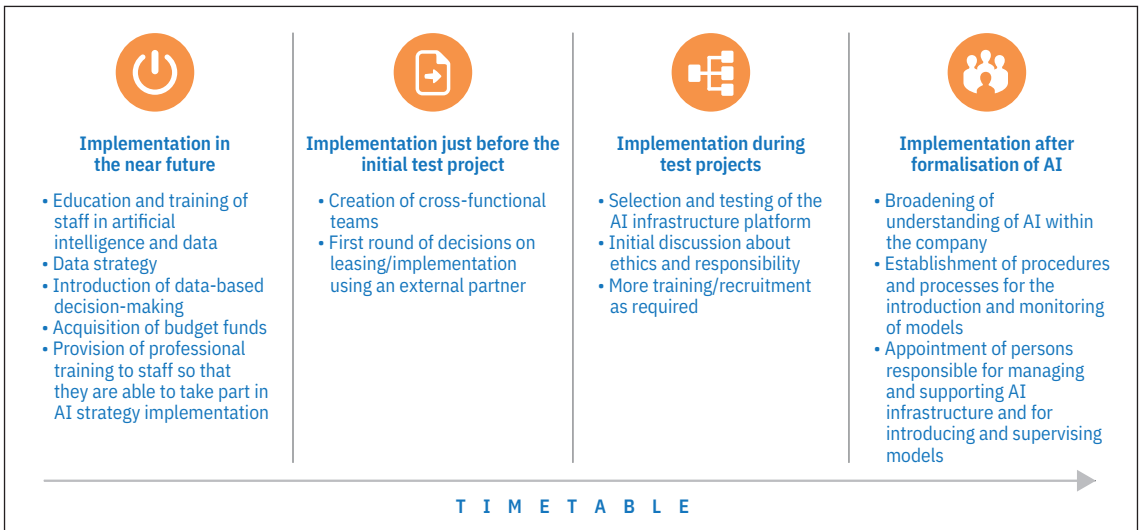 Implementation in
the near future
• Education and training of
staff in artificial
intelligence and data
• Data strategy
• Introduction of data-based
decision-making
• Acquisition of budget funds
• Provision of professional
training to staff so that
they are able to take part in
AI strategy implementation
Implementation just before the
initial test project
• Creation of cross-functional
teams
• First round of decisions on
leasing/implementation
using an external partner
Implementation during
test projects
• Selection and testing of the
AI infrastructure platform
• Initial discussion about
ethics and responsibility
• More training/recruitment
as required
Implementation after
formalisation of AI
• Broadening of
understanding of AI within
the company
• Establishment of procedures
and processes for the
introduction and monitoring
of models
• Appointment of persons
responsible for managing
and supporting AI
infrastructure and for
introducing and supervising
models
TIMETABLE